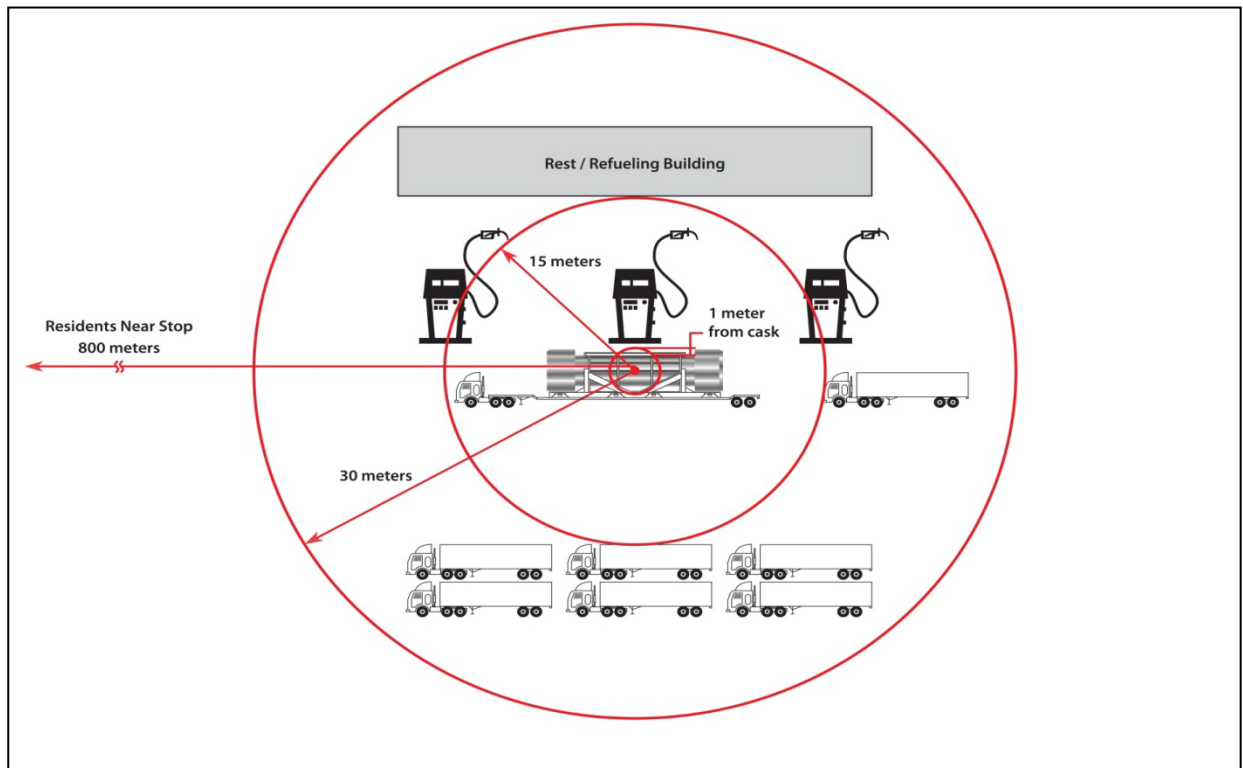 Rest / Refueling Building
15 meters
1 meter
from cask
Residents Near Stop
800 meters
30 meters